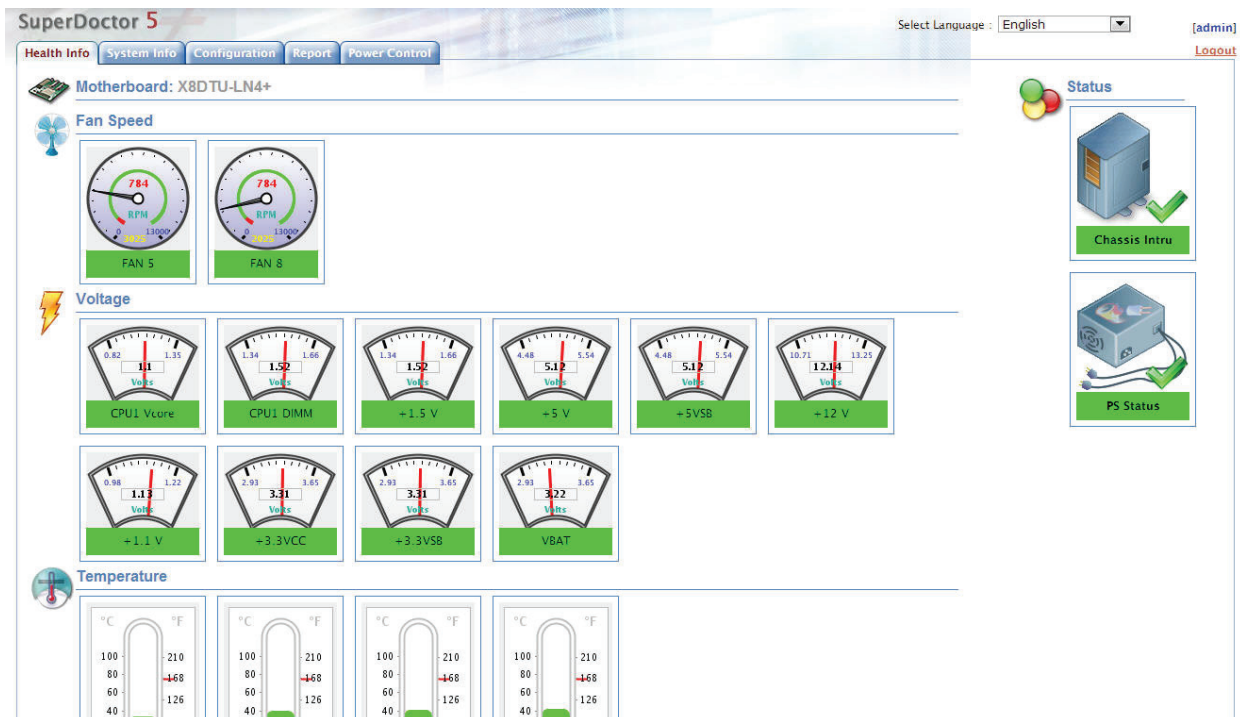 SuperDoctor 5
Select Language : English
[admin]
Logout
Health Info System Info Configuration Report Power Control
Motherboard: X8DTU-LN4+
Status
Fan Speed
784 784
RPM RPM
0 13000 0 13000
FAN 5 FAN 8
Chassis Intru
Voltage
0.82 1.35 1.34 1.66 1.34 1.66 4.48 5.54 4.48 5.54 10.71 13.25
1.1 1.52 1.52 5.12 5.12 12.14
Volts Volts Volts Volts Volts Volts
CPU1 Vcore CPU1 DIMM +1.5 V +5 V +5VSB +12 V
PS Status
0.98 1.22 2.93 3.65 2.93 3.65 2.93 3.65
1.13 3.31 3.31 3.22
Volts Volts Volts Volts
+1.1 V +3.3VCC +3.3VSB VBAT
Temperature
°C °F °C °F °C °F °C °F
100 210 100 210 100 210 100 210
80 168 80 168 80 168 80 168
60 126 60 126 60 126 60 126
40 40 40 40